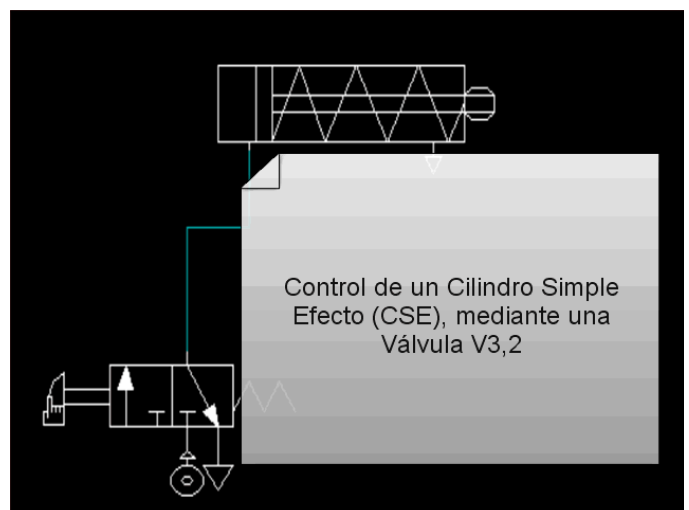 Control de un Cilindro Simple
Efecto (CSE), mediante una
Válvula V3,2